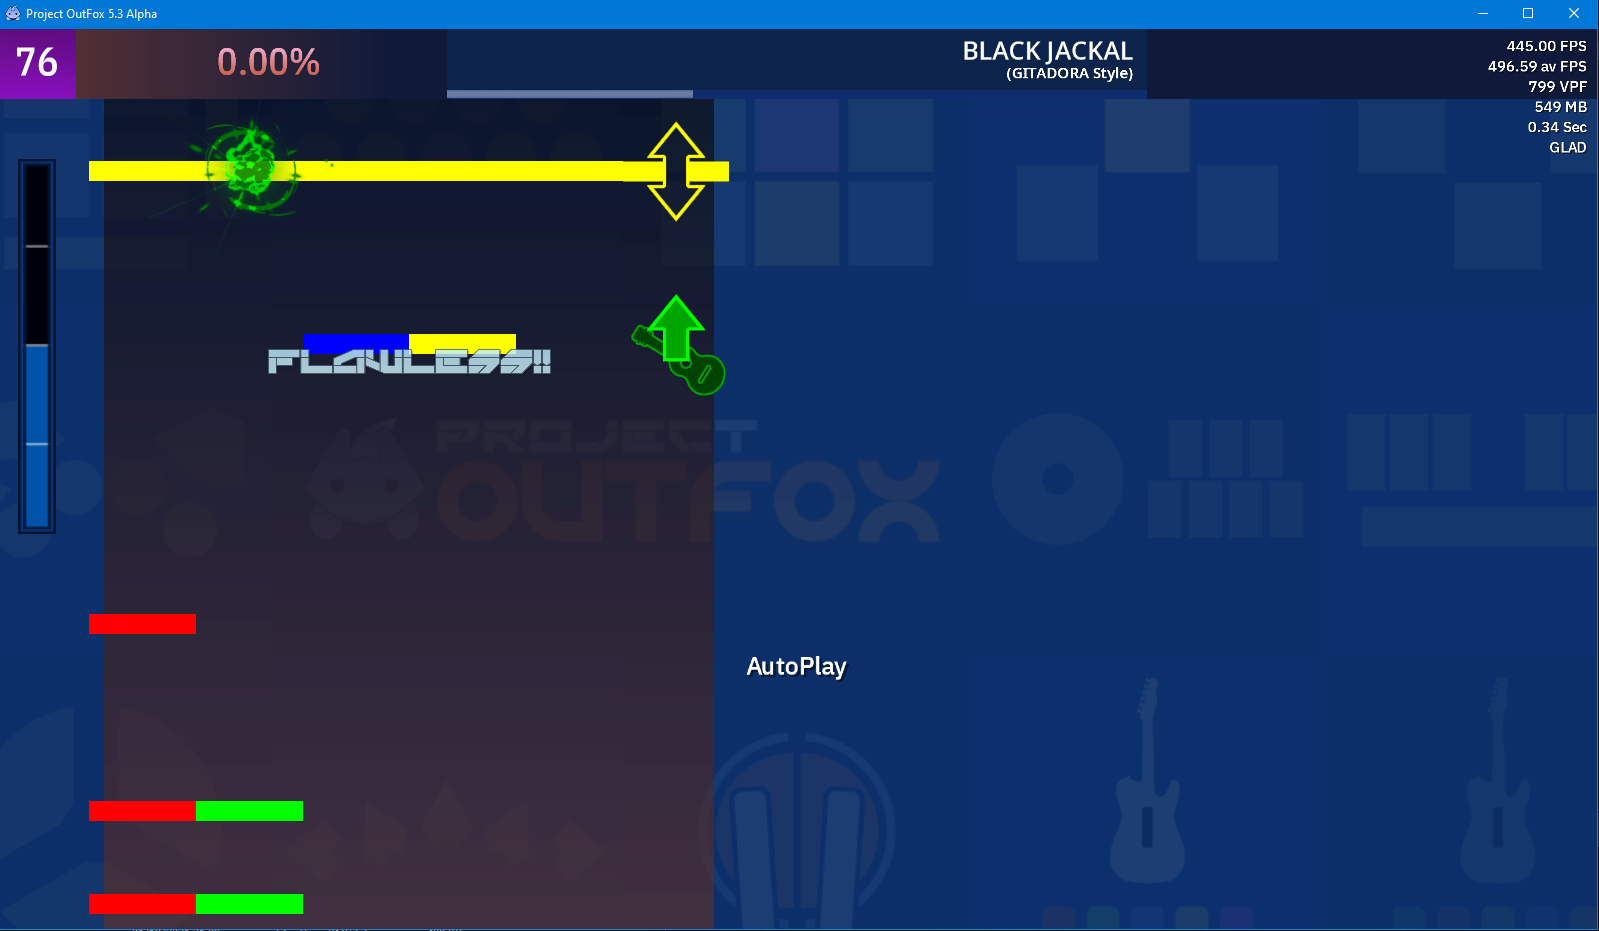 Project OutFox 5.3 Alpha
76
0.00%
BLACK JACKAL
(GITADORA Style)
445.00 FPS
496.59 av FPS
799 VPF
549 MB
0.34 Sec
GLAD
FLAWLESS!!
PROJECT
OUTFOX
AutoPlay